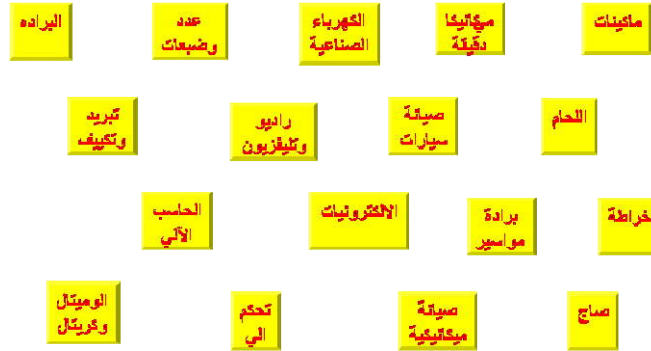 ماكينات
ميكانيكا
دقيقة
الكهرباء
الصناعية
عدد
وضبعات
البراده
اللحام
صيانة
سيارات
راديو
وتليفزيون
تبريد
وتكييف
خراطة
برادة
مواسير
الالكترونيات
الحاسب
الآلي
صاج
صيانة
ميكانيكية
تحكم
الي
الوميتال
وكريتال